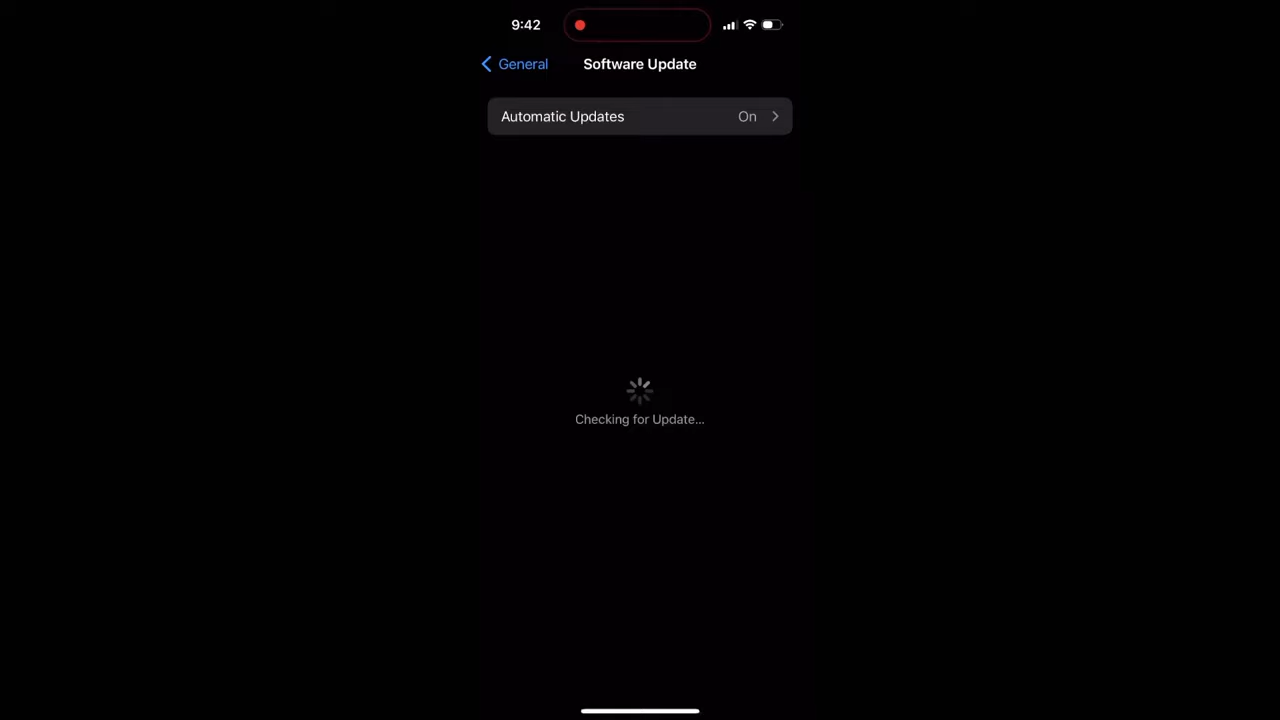 9:42
General
Software Update
Automatic Updates On
Checking for Update...